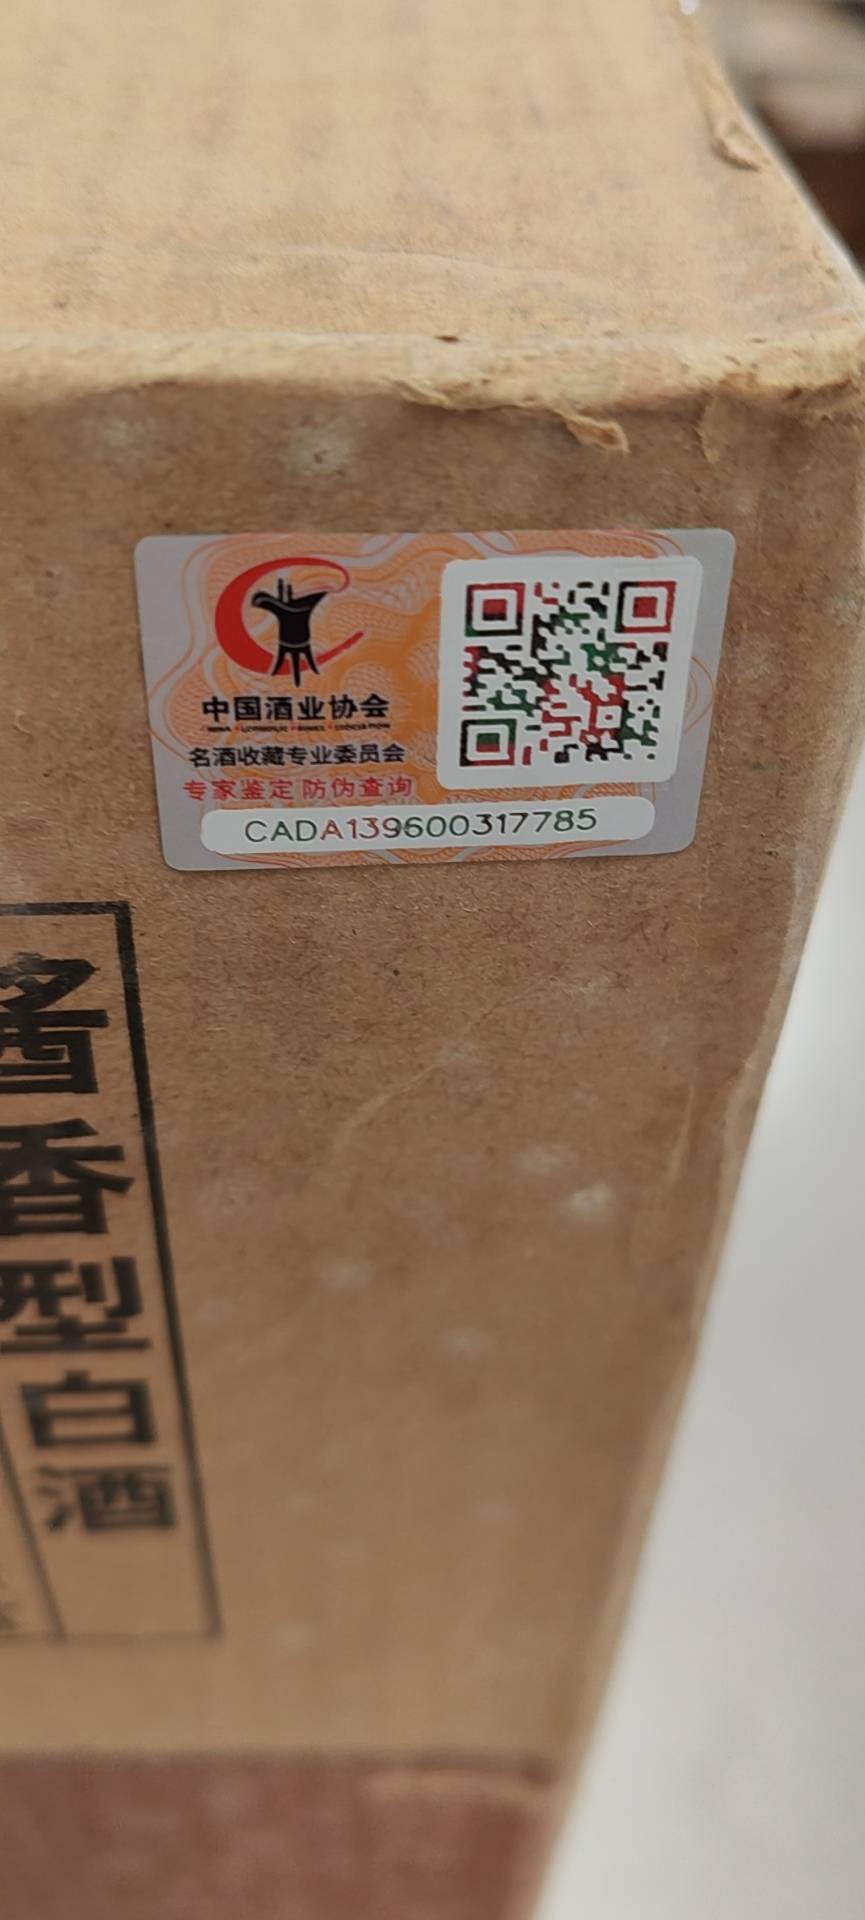 中国酒业协会
名酒收藏专业委员会
专家鉴定 防伪查询
CADA139600317785
酱香型白酒